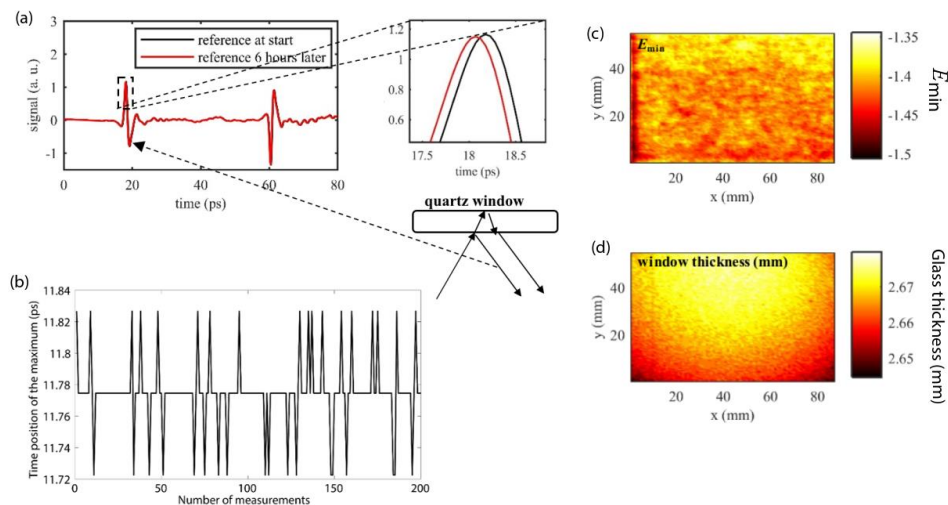 (a)
3
2
1
0
-1
signal (a. u.)
reference at start
reference 6 hours later
0 20 40 60 80
time (ps)
1.2
1
0.8
0.6
17.5 18 18.5
time (ps)
quartz window
(b)
11.84
11.82
11.8
11.78
11.76
11.74
11.72
Time position of the maximum (ps)
0 50 100 150 200
Number of measurements
(c)
Emin
40
20
y (mm)
20 40 60 80
x (mm)
-1.35
-1.4
-1.45
-1.5
Emin
(d)
window thickness (mm)
40
20
y (mm)
20 40 60 80
x (mm)
2.67
2.66
2.65
Glass thickness (mm)